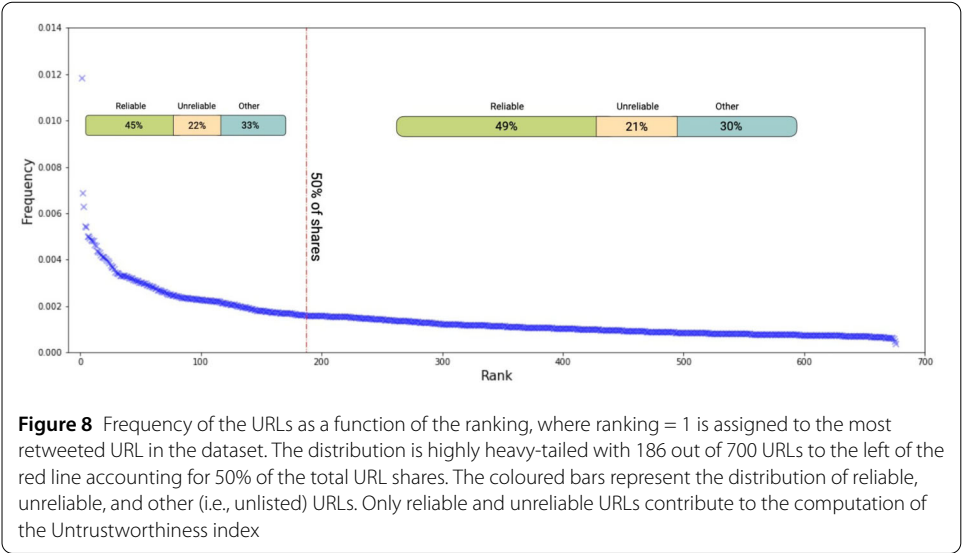 0.014
0.012
0.010
0.008
0.006
0.004
0.002
0.000
Frequency
Reliable Unreliable Other
45% 22% 33%
50% of shares
Reliable Unreliable Other
49% 21% 30%
0 100 200 300 400 500 600 700
Rank
Figure 8 Frequency of the URLs as a function of the ranking, where ranking = 1 is assigned to the most
retweeted URL in the dataset. The distribution is highly heavy-tailed with 186 out of 700 URLs to the left of the
red line accounting for 50% of the total URL shares. The coloured bars represent the distribution of reliable,
unreliable, and other (i.e., unlisted) URLs. Only reliable and unreliable URLs contribute to the computation of
the Untrustworthiness index